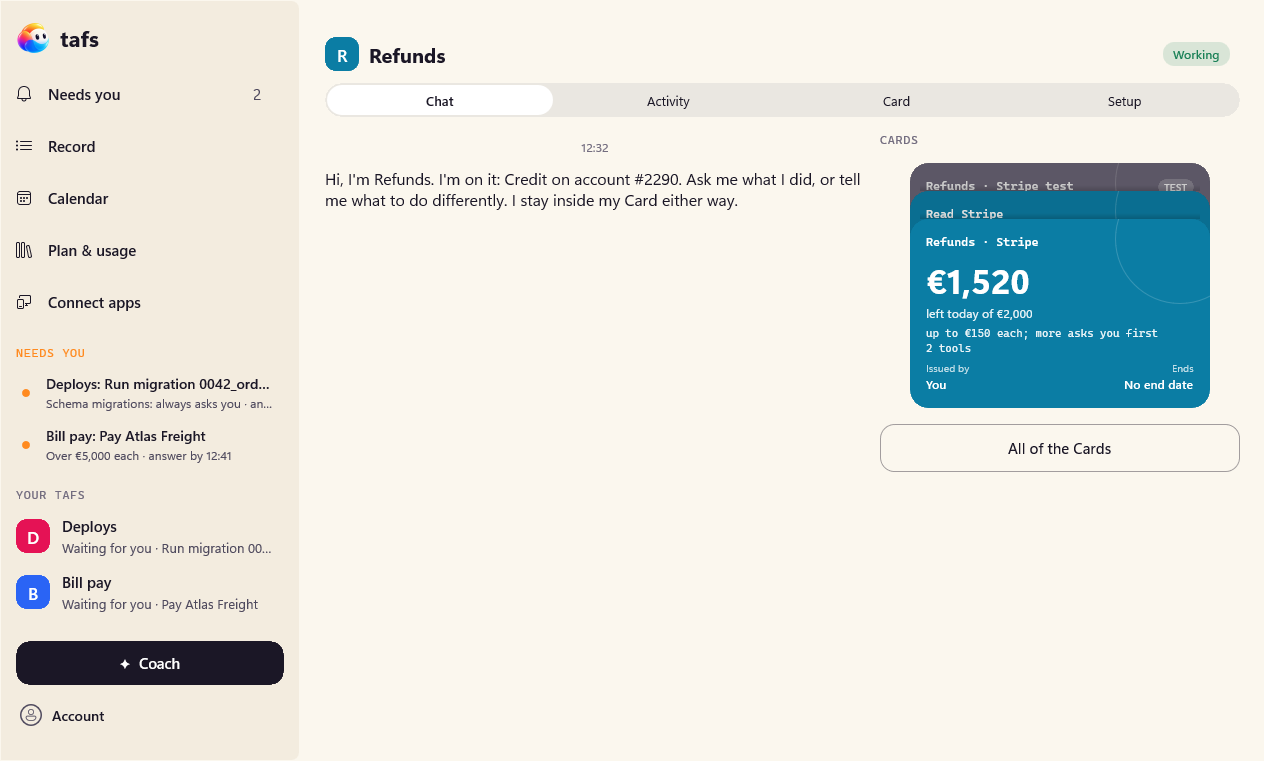 tafs
Needs you 2
Record
Calendar
Plan & usage
Connect apps
NEEDS YOU
Deploys: Run migration 0042_ord...
Schema migrations: always asks you · an...
Bill pay: Pay Atlas Freight
Over €5,000 each · answer by 12:41
YOUR TAFS
D
Deploys
Waiting for you · Run migration 00...
B
Bill pay
Waiting for you · Pay Atlas Freight
Coach
Account
R
Refunds
Working
Chat
Activity
Card
Setup
12:32
Hi, I'm Refunds. I'm on it: Credit on account #2290. Ask me what I did, or tell
me what to do differently. I stay inside my Card either way.
CARDS
Refunds · Stripe test TEST
Read Stripe
Refunds · Stripe
€1,520
left today of €2,000
up to €150 each; more asks you first
2 tools
Issued by Ends
You No end date
All of the Cards